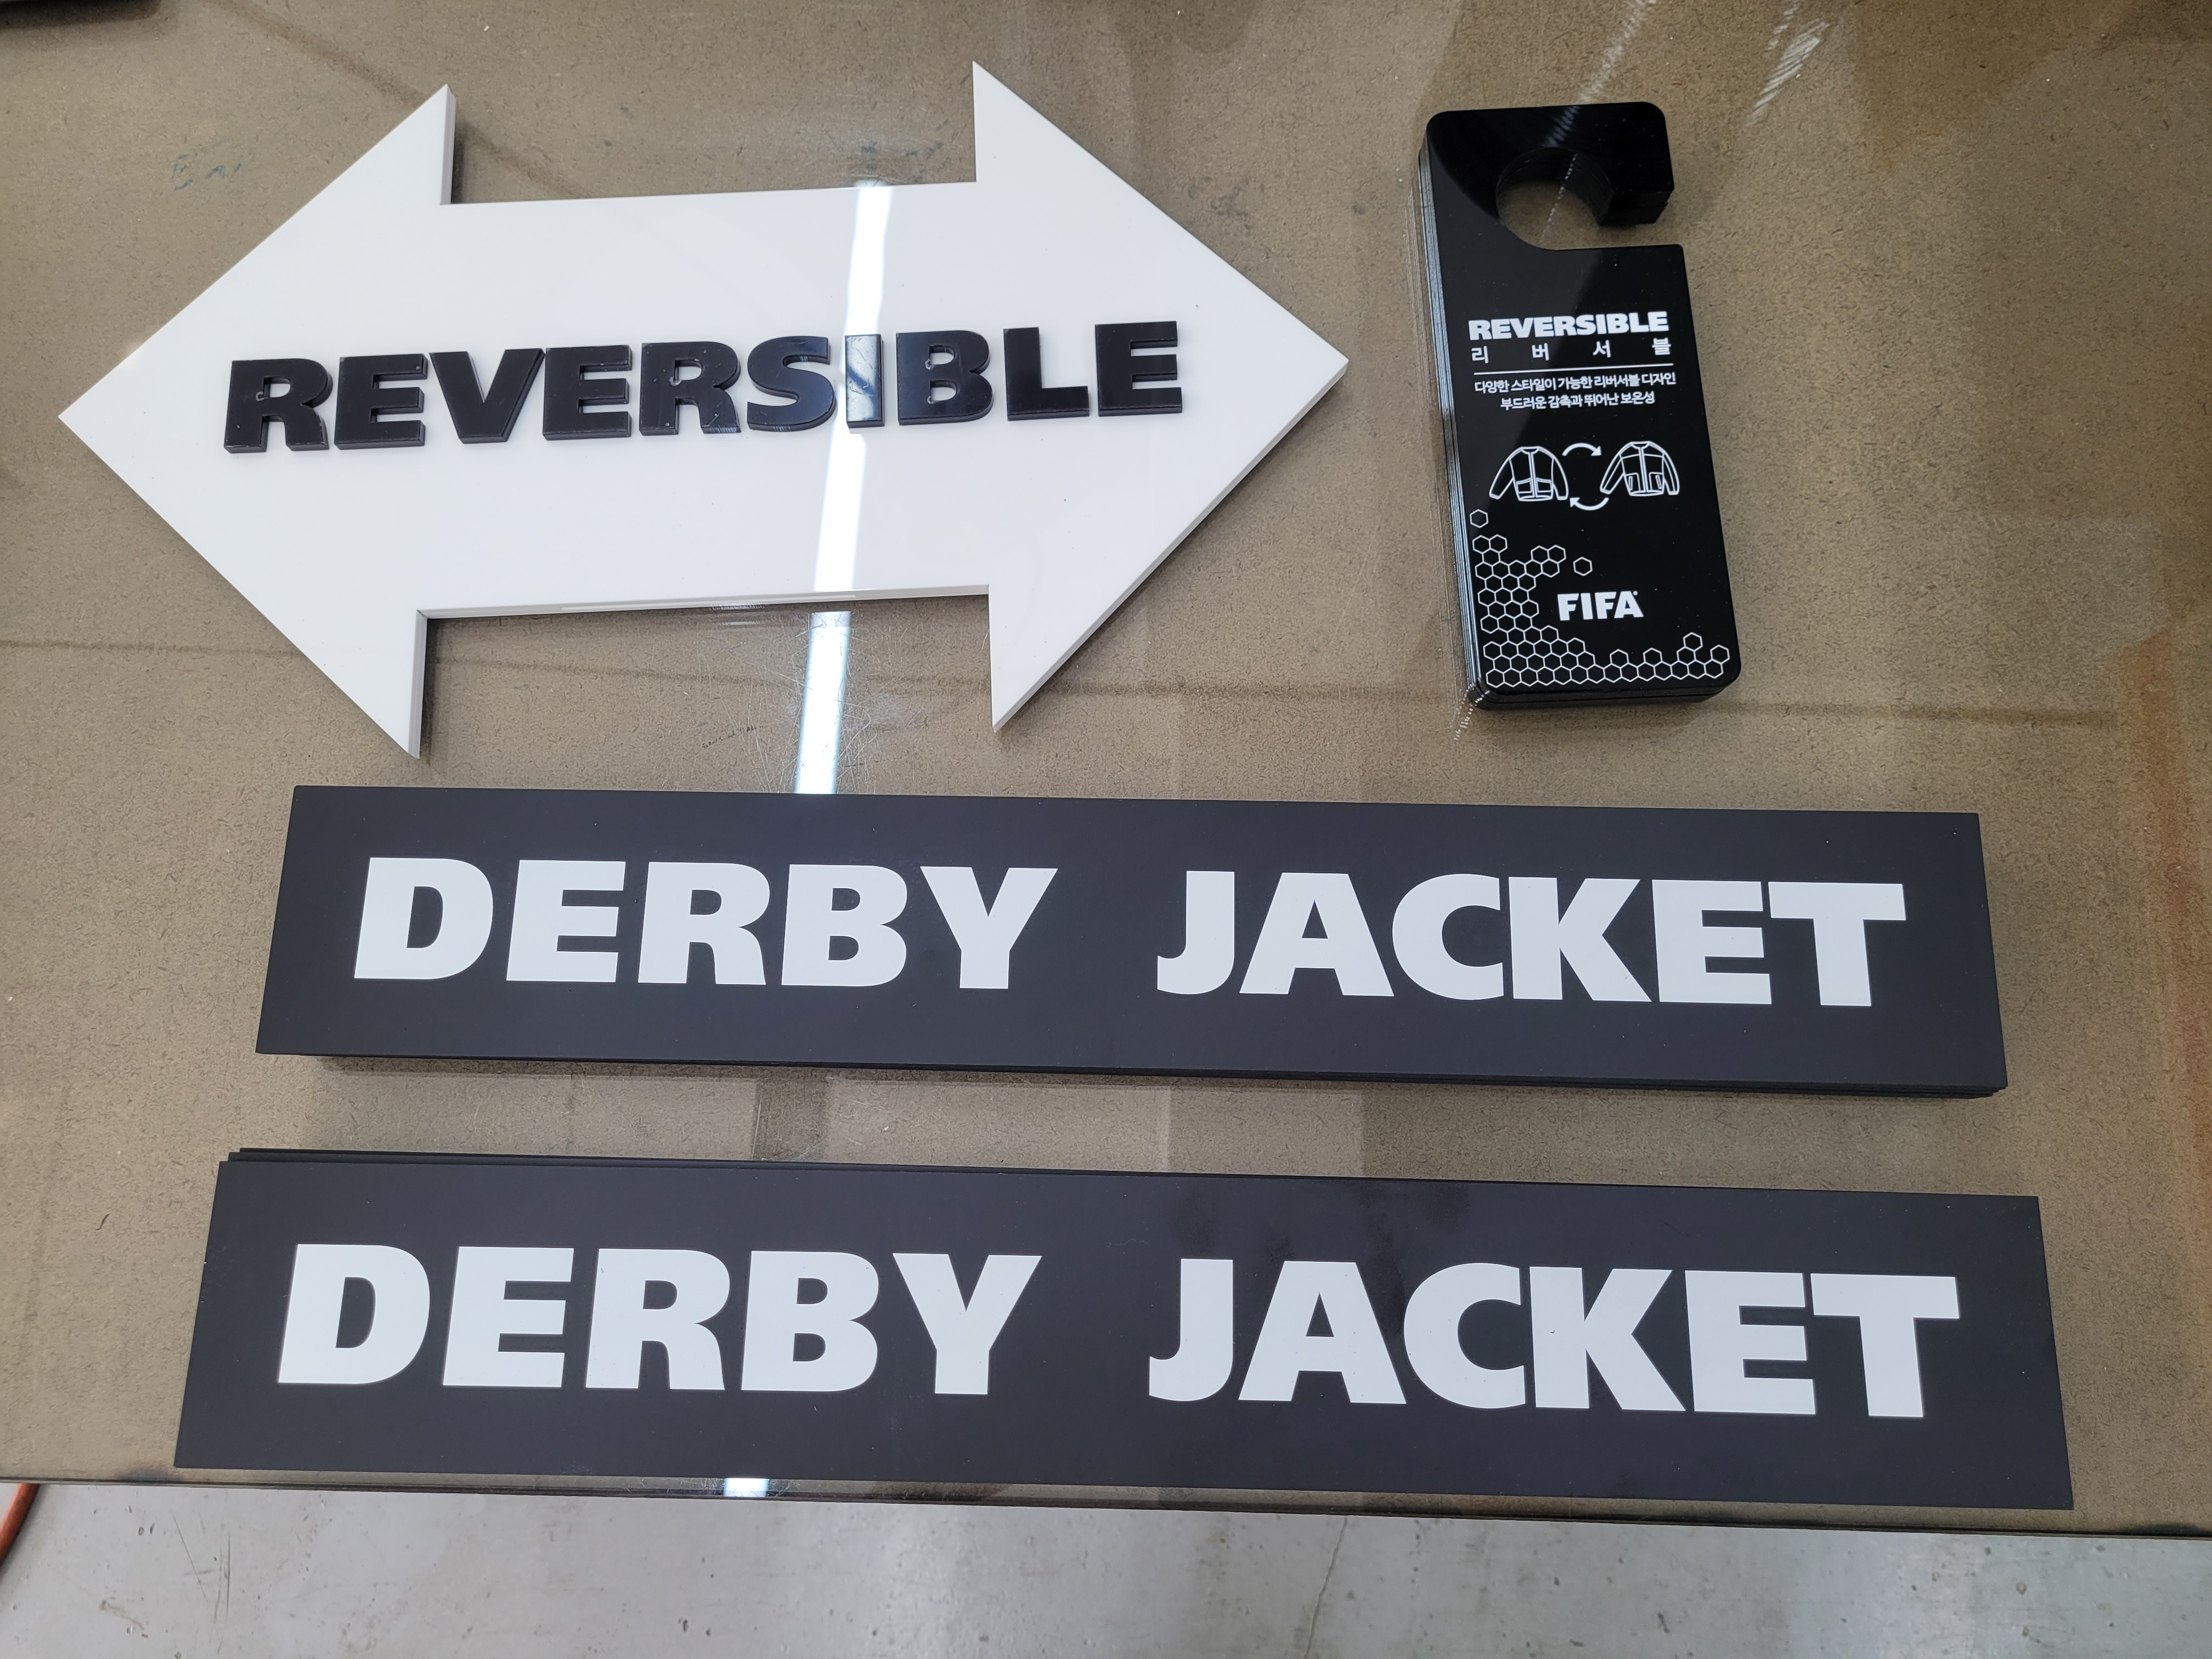 REVERSIBLE
REVERSIBLE
리 버 서 블
다양한 스타일이 가능한 리버서블 디자인
부드러운 감촉과 뛰어난 보온성
FIFA
DERBY JACKET
DERBY JACKET